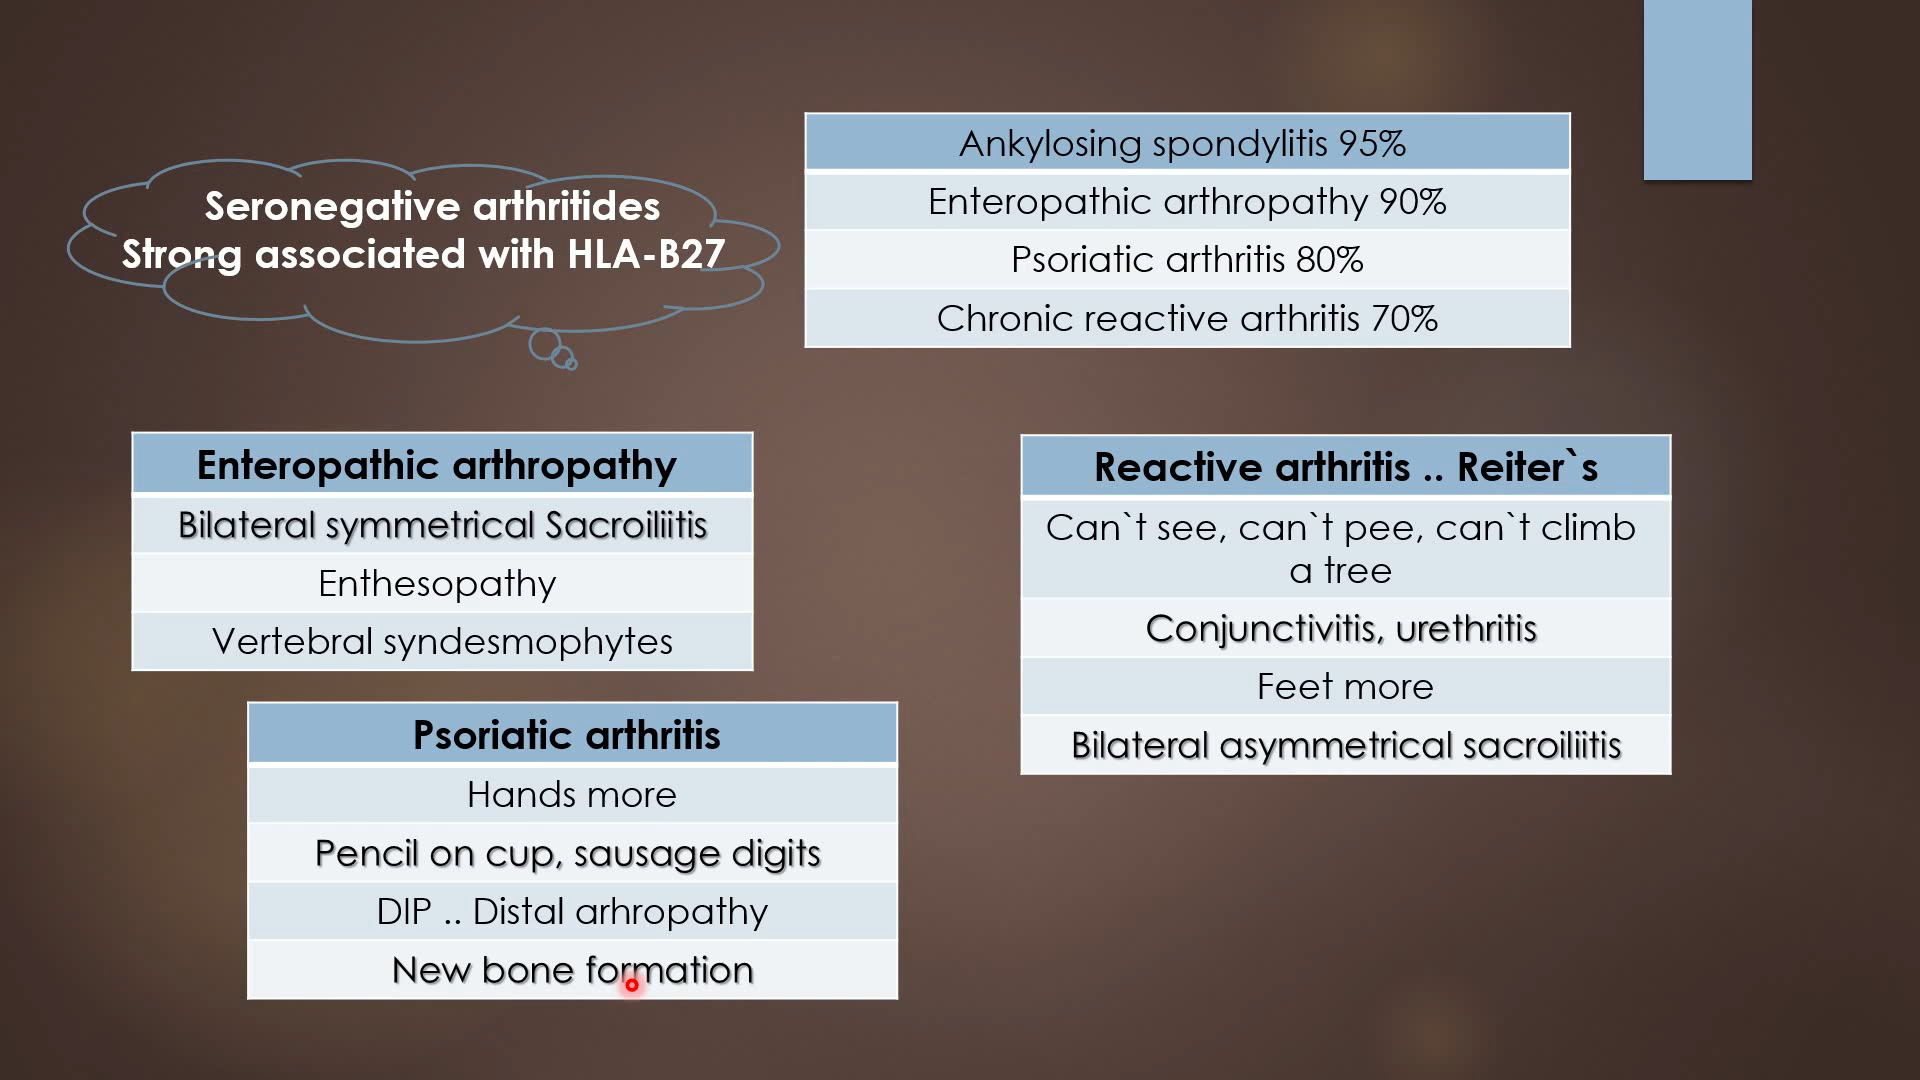 Seronegative arthritides
Strong associated with HLA-B27
Ankylosing spondylitis 95%
Enteropathic arthropathy 90%
Psoriatic arthritis 80%
Chronic reactive arthritis 70%
Enteropathic arthropathy
Bilateral symmetrical Sacroiliitis
Enthesopathy
Vertebral syndesmophytes
Reactive arthritis .. Reiter`s
Can`t see, can`t pee, can`t climb
a tree
Conjunctivitis, urethritis
Feet more
Bilateral asymmetrical sacroiliitis
Psoriatic arthritis
Hands more
Pencil on cup, sausage digits
DIP .. Distal arhropathy
New bone formation